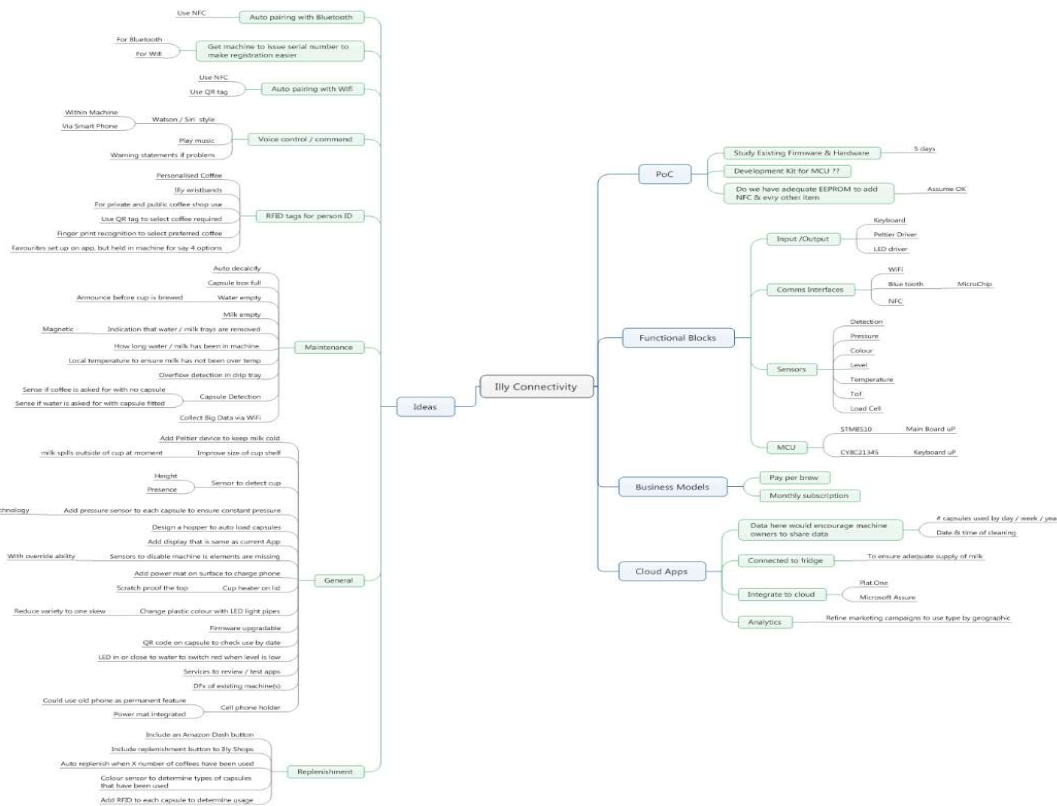 Use NFC
Auto pairing with Bluetooth
For Bluetooth
For Wifi
Get machine to issue serial number to
make registration easier
Use NFC
Use QR tag
Auto pairing with Wifi
Within Machine
Via Smart Phone
Watson / Siri style
Play music
Warning statements if problem
Voice control / command
Personalised Coffee
Illy wristbands
For private and public coffee shop use
Use QR tag to select coffee required
Finger print recognition to select preferred coffee
Favourites set up on app, but held in machine for say 4 options
RFID tags for person ID
Auto decalcify
Capsule box full
Announce before cup is brewed
Water empty
Milk empty
Magnetic
Indication that water / milk trays are removed
How long water / milk has been in machine
Local temperature to ensure milk has not been over temp
Overflow detection in drip tray
Sense if coffee is asked for with no capsule
Sense if water is asked for with capsule fitted
Capsule Detection
Collect Big Data via WiFi
Maintenance
Ideas
Add Peltier device to keep milk cold
milk spills outside of cup at moment
Improve size of cup shelf
Height
Presence
Sensor to detect cup
chnology
Add pressure sensor to each capsule to ensure constant pressure
Design a hopper to auto load capsules
Add display that is same as current App
With override ability
Sensors to disable machine is elements are missing
Add power mat on surface to charge phone
Scratch proof the top
Cup heater on lid
Reduce variety to one skew
Change plastic colour with LED light pipes
Firmware upgradable
QR code on capsule to check use by date
LED in or close to water to switch red when level is low
Services to review / test apps
DFx of existing machine(s)
Could use old phone as permanent feature
Power mat integrated
Cell phone holder
General
Include an Amazon Dash button
Include replenishment button to Illy Shops
Auto replenish when X number of coffees have been used
Colour sensor to determine types of capsules
that have been used
Add RFID to each capsule to determine usage
Replenishment
Illy Connectivity
PoC
Study Existing Firmware & Hardware
5 days
Development Kit for MCU ??
Do we have adequate EEPROM to add
NFC & evry other item
Assume OK
Functional Blocks
Input /Output
Keyboard
Peltier Driver
LED driver
Comms Interfaces
WiFi
Blue tooth
MicroChip
NFC
Sensors
Detection
Pressure
Colour
Level
Temperature
ToF
Load Cell
MCU
STM8S10
Main Board uP
CY8C21345
Keyboard uP
Business Models
Pay per brew
Monthly subscription
Cloud Apps
Data here would encourage machine
owners to share data
# capsules used by day / week / yea
Date & time of cleaning
Connected to fridge
To ensure adequate supply of milk
Integrate to cloud
Plat One
Microsoft Assure
Analytics
Refine marketing campaigns to use type by geographic